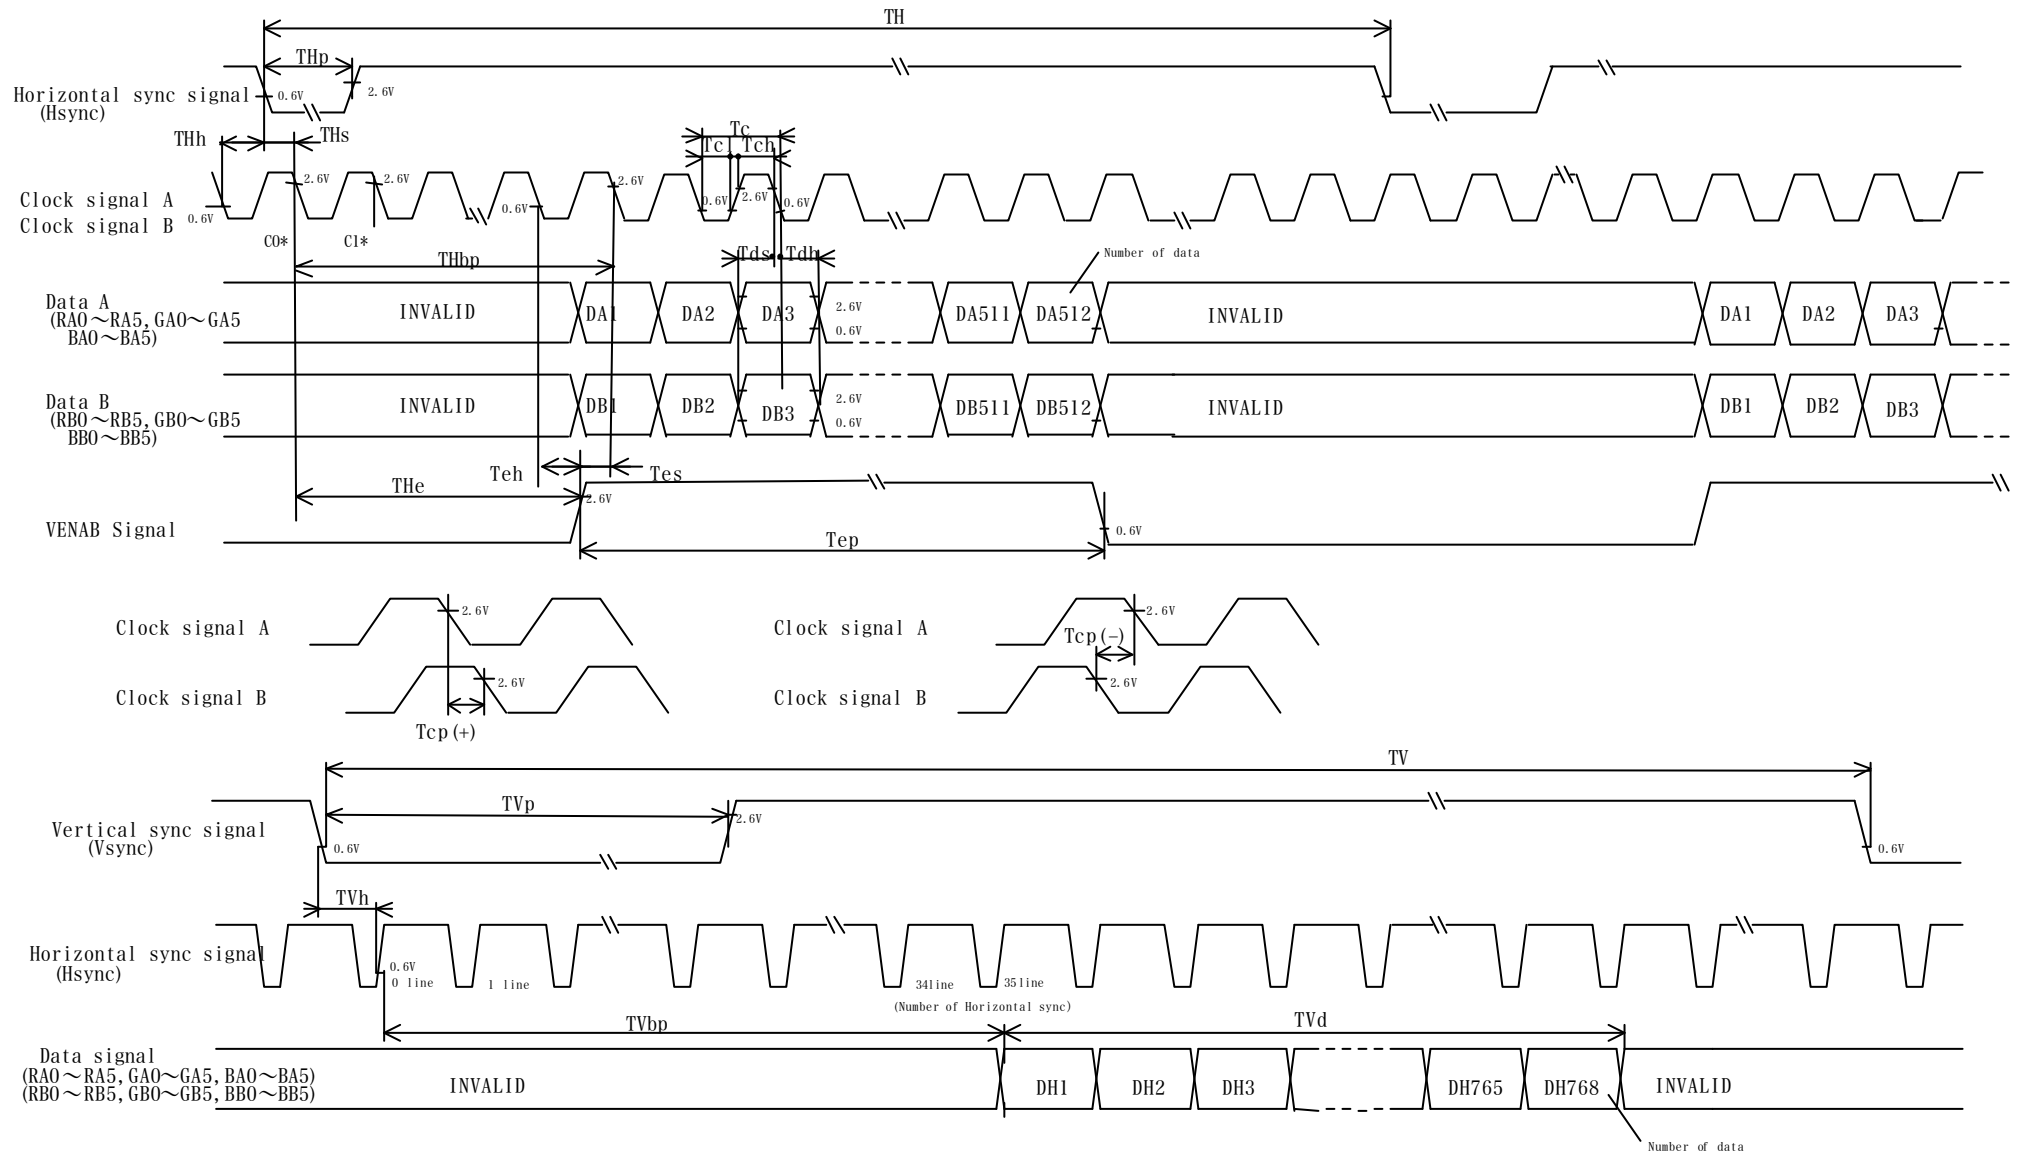 TH
THp
Horizontal sync signal
(Hsync)
0.6V
2.6V
THh
THs
Tc
Tcl
Tch
Clock signal A
Clock signal B
0.6V
2.6V
2.6V
0.6V
2.6V
0.6V
2.6V
0.6V
C0*
C1*
THbp
Tds
Tdh
Number of data
Data A
(RA0～RA5,GA0～GA5
BA0～BA5)
INVALID
DA1
DA2
DA3
2.6V
0.6V
DA511
DA512
INVALID
DA1
DA2
DA3
Data B
(RB0～RB5,GB0～GB5
BB0～BB5)
INVALID
DB1
DB2
DB3
2.6V
0.6V
DB511
DB512
INVALID
DB1
DB2
DB3
Teh
Tes
THe
2.6V
VENAB Signal
0.6V
Tep
Clock signal A
2.6V
Clock signal B
2.6V
Tcp(+)
Clock signal A
2.6V
Tcp(−)
Clock signal B
2.6V
TV
TVp
Vertical sync signal
(Vsync)
0.6V
2.6V
0.6V
TVh
Horizontal sync signal
(Hsync)
0.6V
0 line
1 line
34line
35line
(Number of Horizontal sync)
TVbp
TVd
Data signal
(RA0～RA5,GA0～GA5,BA0～BA5)
(RB0～RB5,GB0～GB5,BB0～BB5)
INVALID
DH1
DH2
DH3
DH765
DH768
INVALID
Number of data